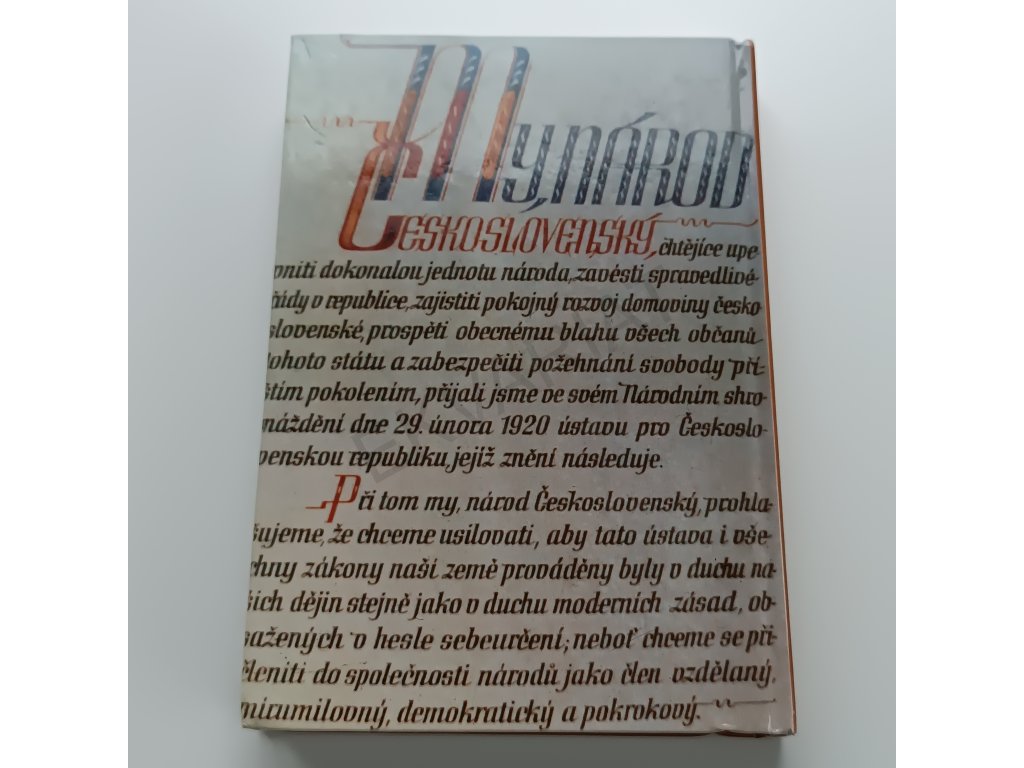 My, národ
Československý, chtějíce upe-
vniti dokonalou jednotu národa, zavésti spravedlivé
řády v republice, zajistiti pokojný rozvoj domoviny česko
slovenské, prospěti obecnému blahu všech občanů
tohoto státu a zabezpečiti požehnání svobody pří-
štím pokolením, přijali jsme ve svém Národním shro-
máždění dne 29. února 1920 ústavu pro Českoslo-
venskou republiku, jejíž znění následuje.
Při tom my, národ Československý, prohla-
šujeme, že chceme usilovati, aby tato ústava i vše-
chny zákony naší země prováděny byly v duchu na-
šich dějin stejně jako v duchu moderních zásad, ob-
sažených v hesle sebeurčení; neboť chceme se při-
členiti do společnosti národů jako člen vzdělaný,
mírumilovný, demokratický a pokrokový.